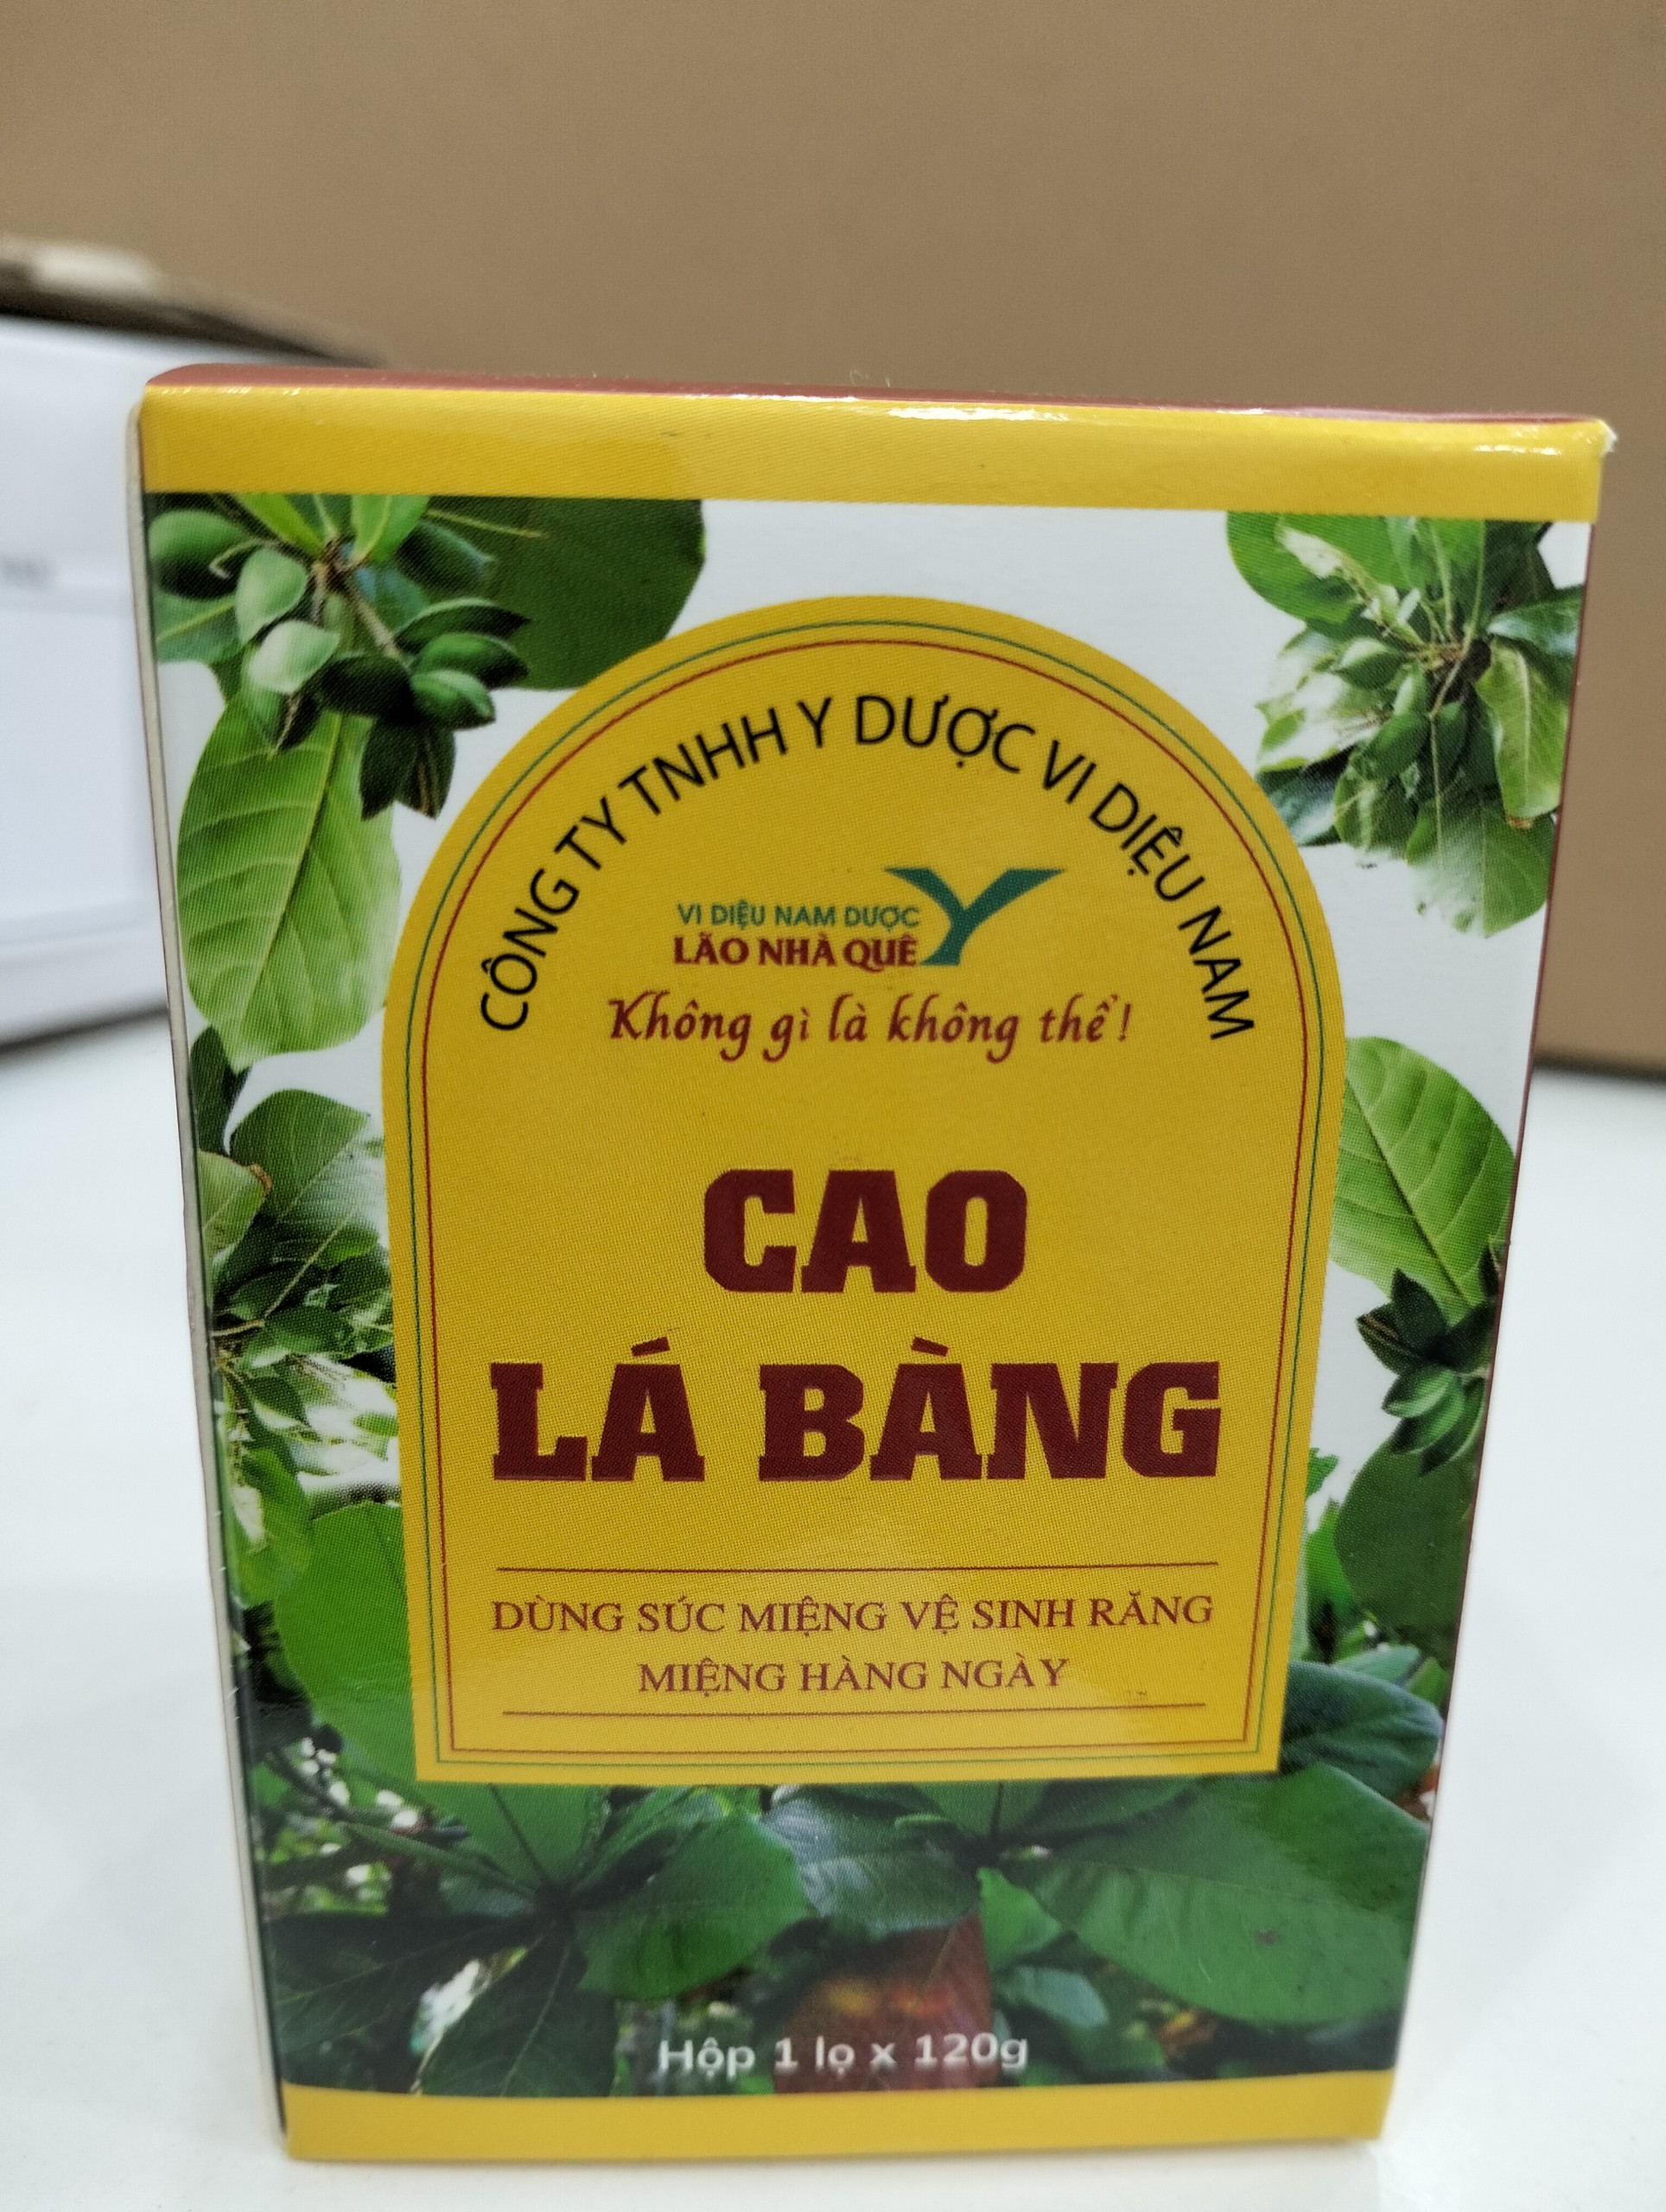 CÔNG TY TNHH Y DƯỢC VI DIỆU NAM
VI DIỆU NAM DƯỢC
LÃO NHÀ QUÊ
Không gì là không thể!
CAO
LÁ BÀNG
DÙNG SÚC MIỆNG VỆ SINH RĂNG
MIỆNG HÀNG NGÀY
Hộp 1 lọ x 120g